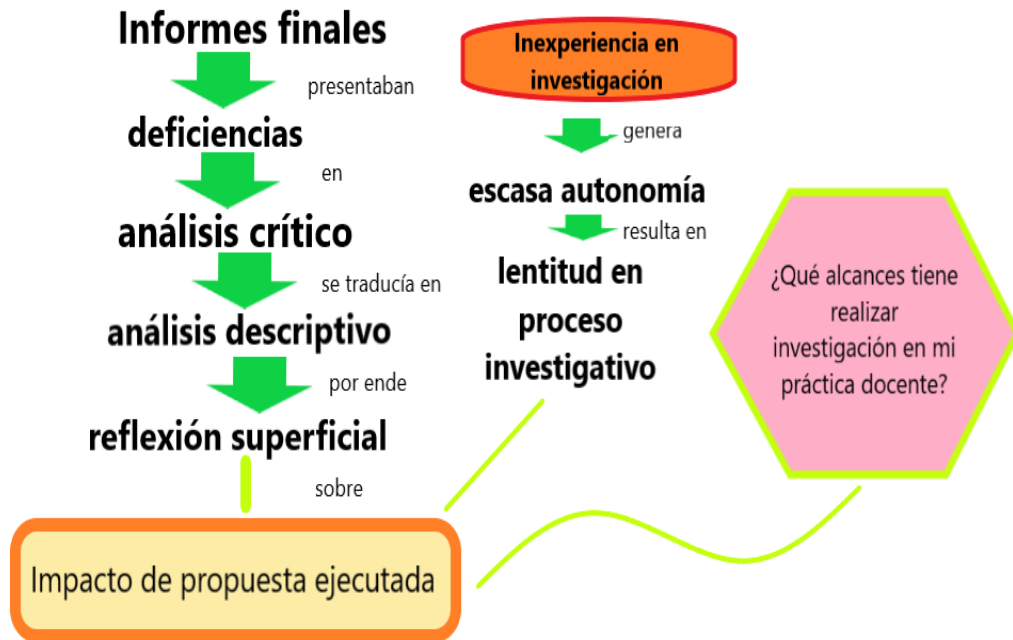 Informes finales
presentaban
deficiencias
en
análisis crítico
se traducía en
análisis descriptivo
por ende
reflexión superficial
sobre
Inexperiencia en
investigación
genera
escasa autonomía
resulta en
lentitud en
proceso
investigativo
¿Qué alcances tiene
realizar
investigación en mi
práctica docente?
Impacto de propuesta ejecutada